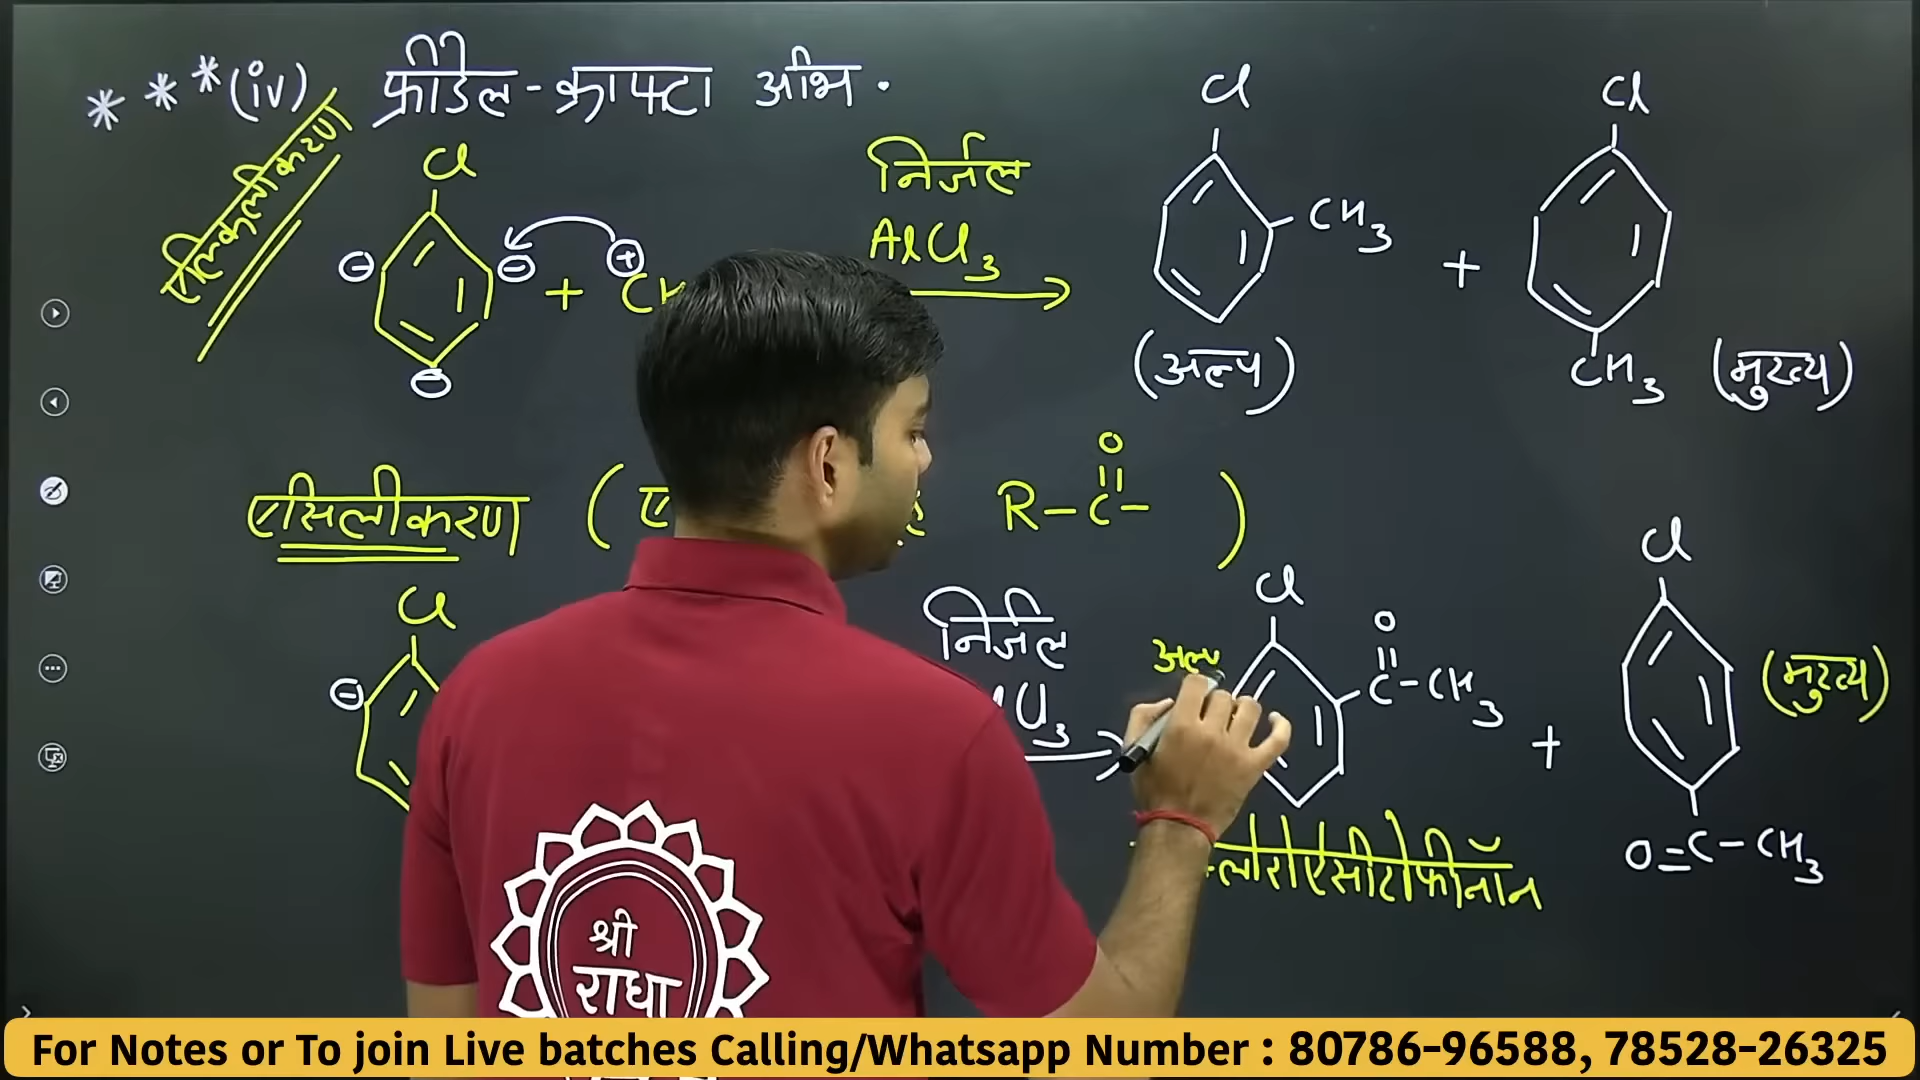 ***(iv) फ्रीडेल-क्राफ्टा अभि.
एल्किलीकरण
Cl
⊖ ⊖ + ⊕
⊖
निर्जल
AlCl3
Cl
CH3
(अल्प)
+
Cl
CH3 (मुख्य)
एसिलीकरण (
O
R-C-
)
Cl
⊖
निर्जल
Cl
O
C-CH3
अल्प
+
Cl
O=C-CH3
(मुख्य)
श्री
राधा
For Notes or To join Live batches Calling/Whatsapp Number : 80786-96588, 78528-26325